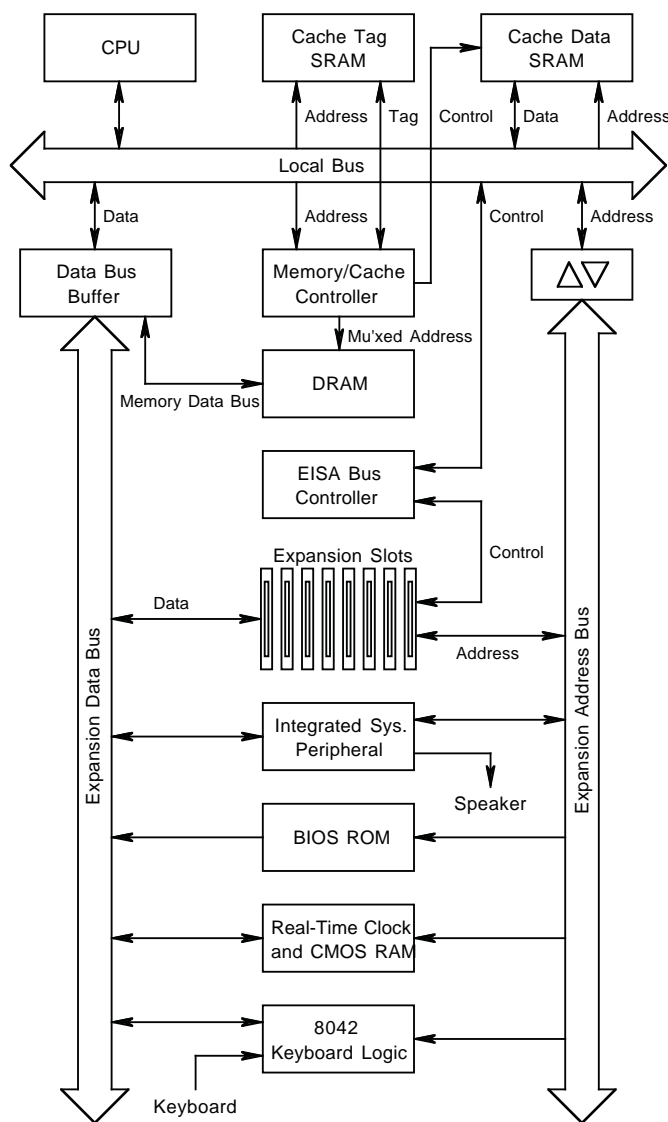 CPU
Cache Tag
SRAM
Cache Data
SRAM
Address
Tag
Control
Data
Address
Local Bus
Data
Address
Control
Address
Data Bus
Buffer
Memory/Cache
Controller
Mu'xed Address
DRAM
Memory Data Bus
EISA Bus
Controller
Expansion Slots
Control
Data
Address
Expansion Data Bus
Expansion Address Bus
Integrated Sys.
Peripheral
Speaker
BIOS ROM
Real-Time Clock
and CMOS RAM
8042
Keyboard Logic
Keyboard